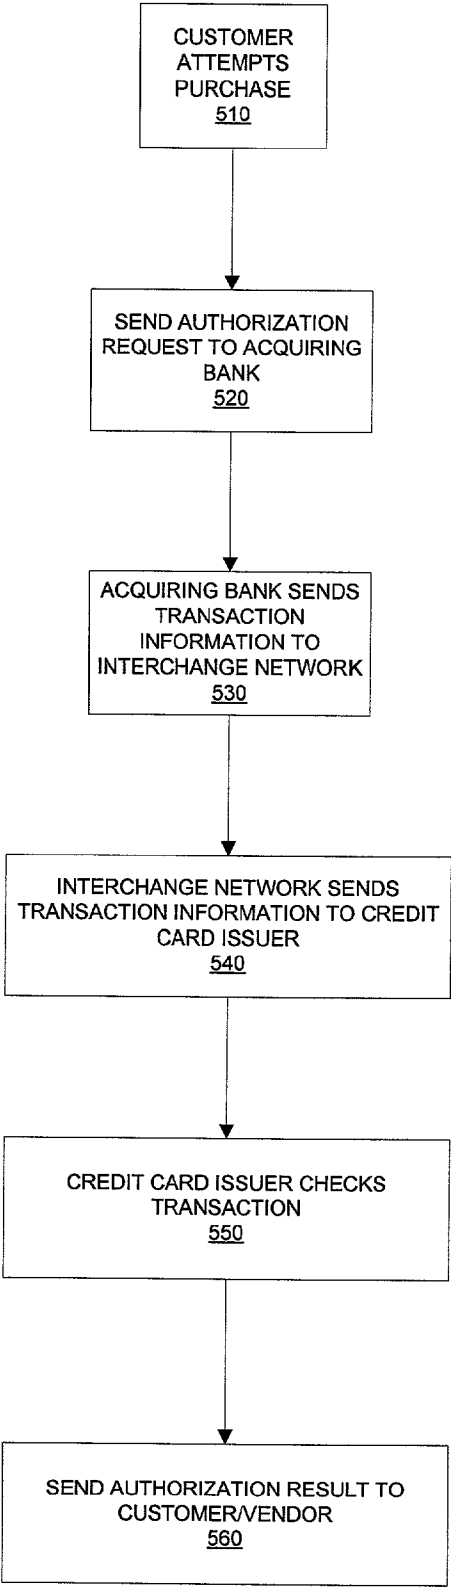 CUSTOMER
ATTEMPTS
PURCHASE
510
SEND AUTHORIZATION
REQUEST TO ACQUIRING
BANK
520
ACQUIRING BANK SENDS
TRANSACTION
INFORMATION TO
INTERCHANGE NETWORK
530
INTERCHANGE NETWORK SENDS
TRANSACTION INFORMATION TO CREDIT
CARD ISSUER
540
CREDIT CARD ISSUER CHECKS
TRANSACTION
550
SEND AUTHORIZATION RESULT TO
CUSTOMER/VENDOR
560